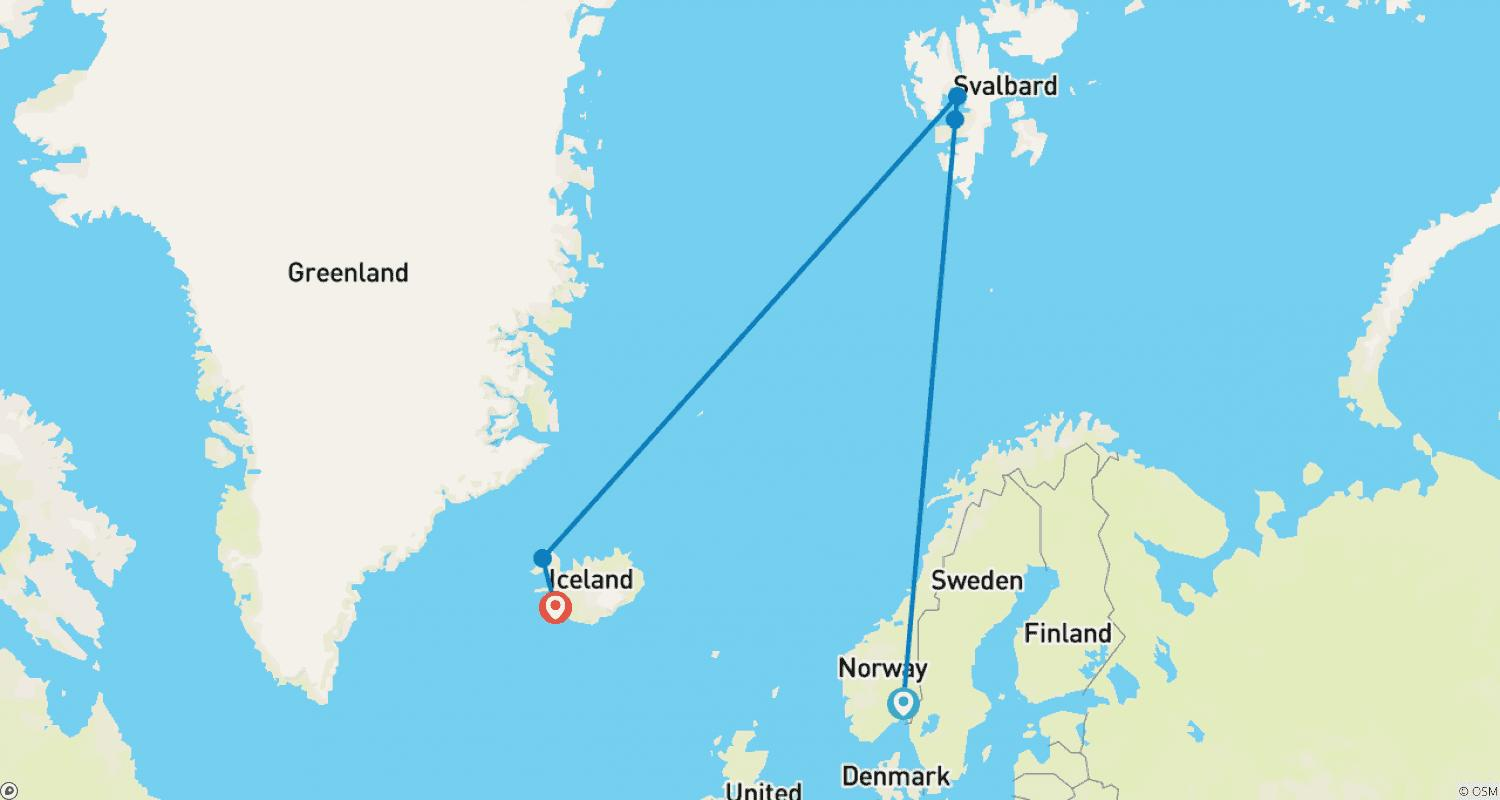 Svalbard
Greenland
Iceland
Sweden
Finland
Norway
Denmark
United
© OSM